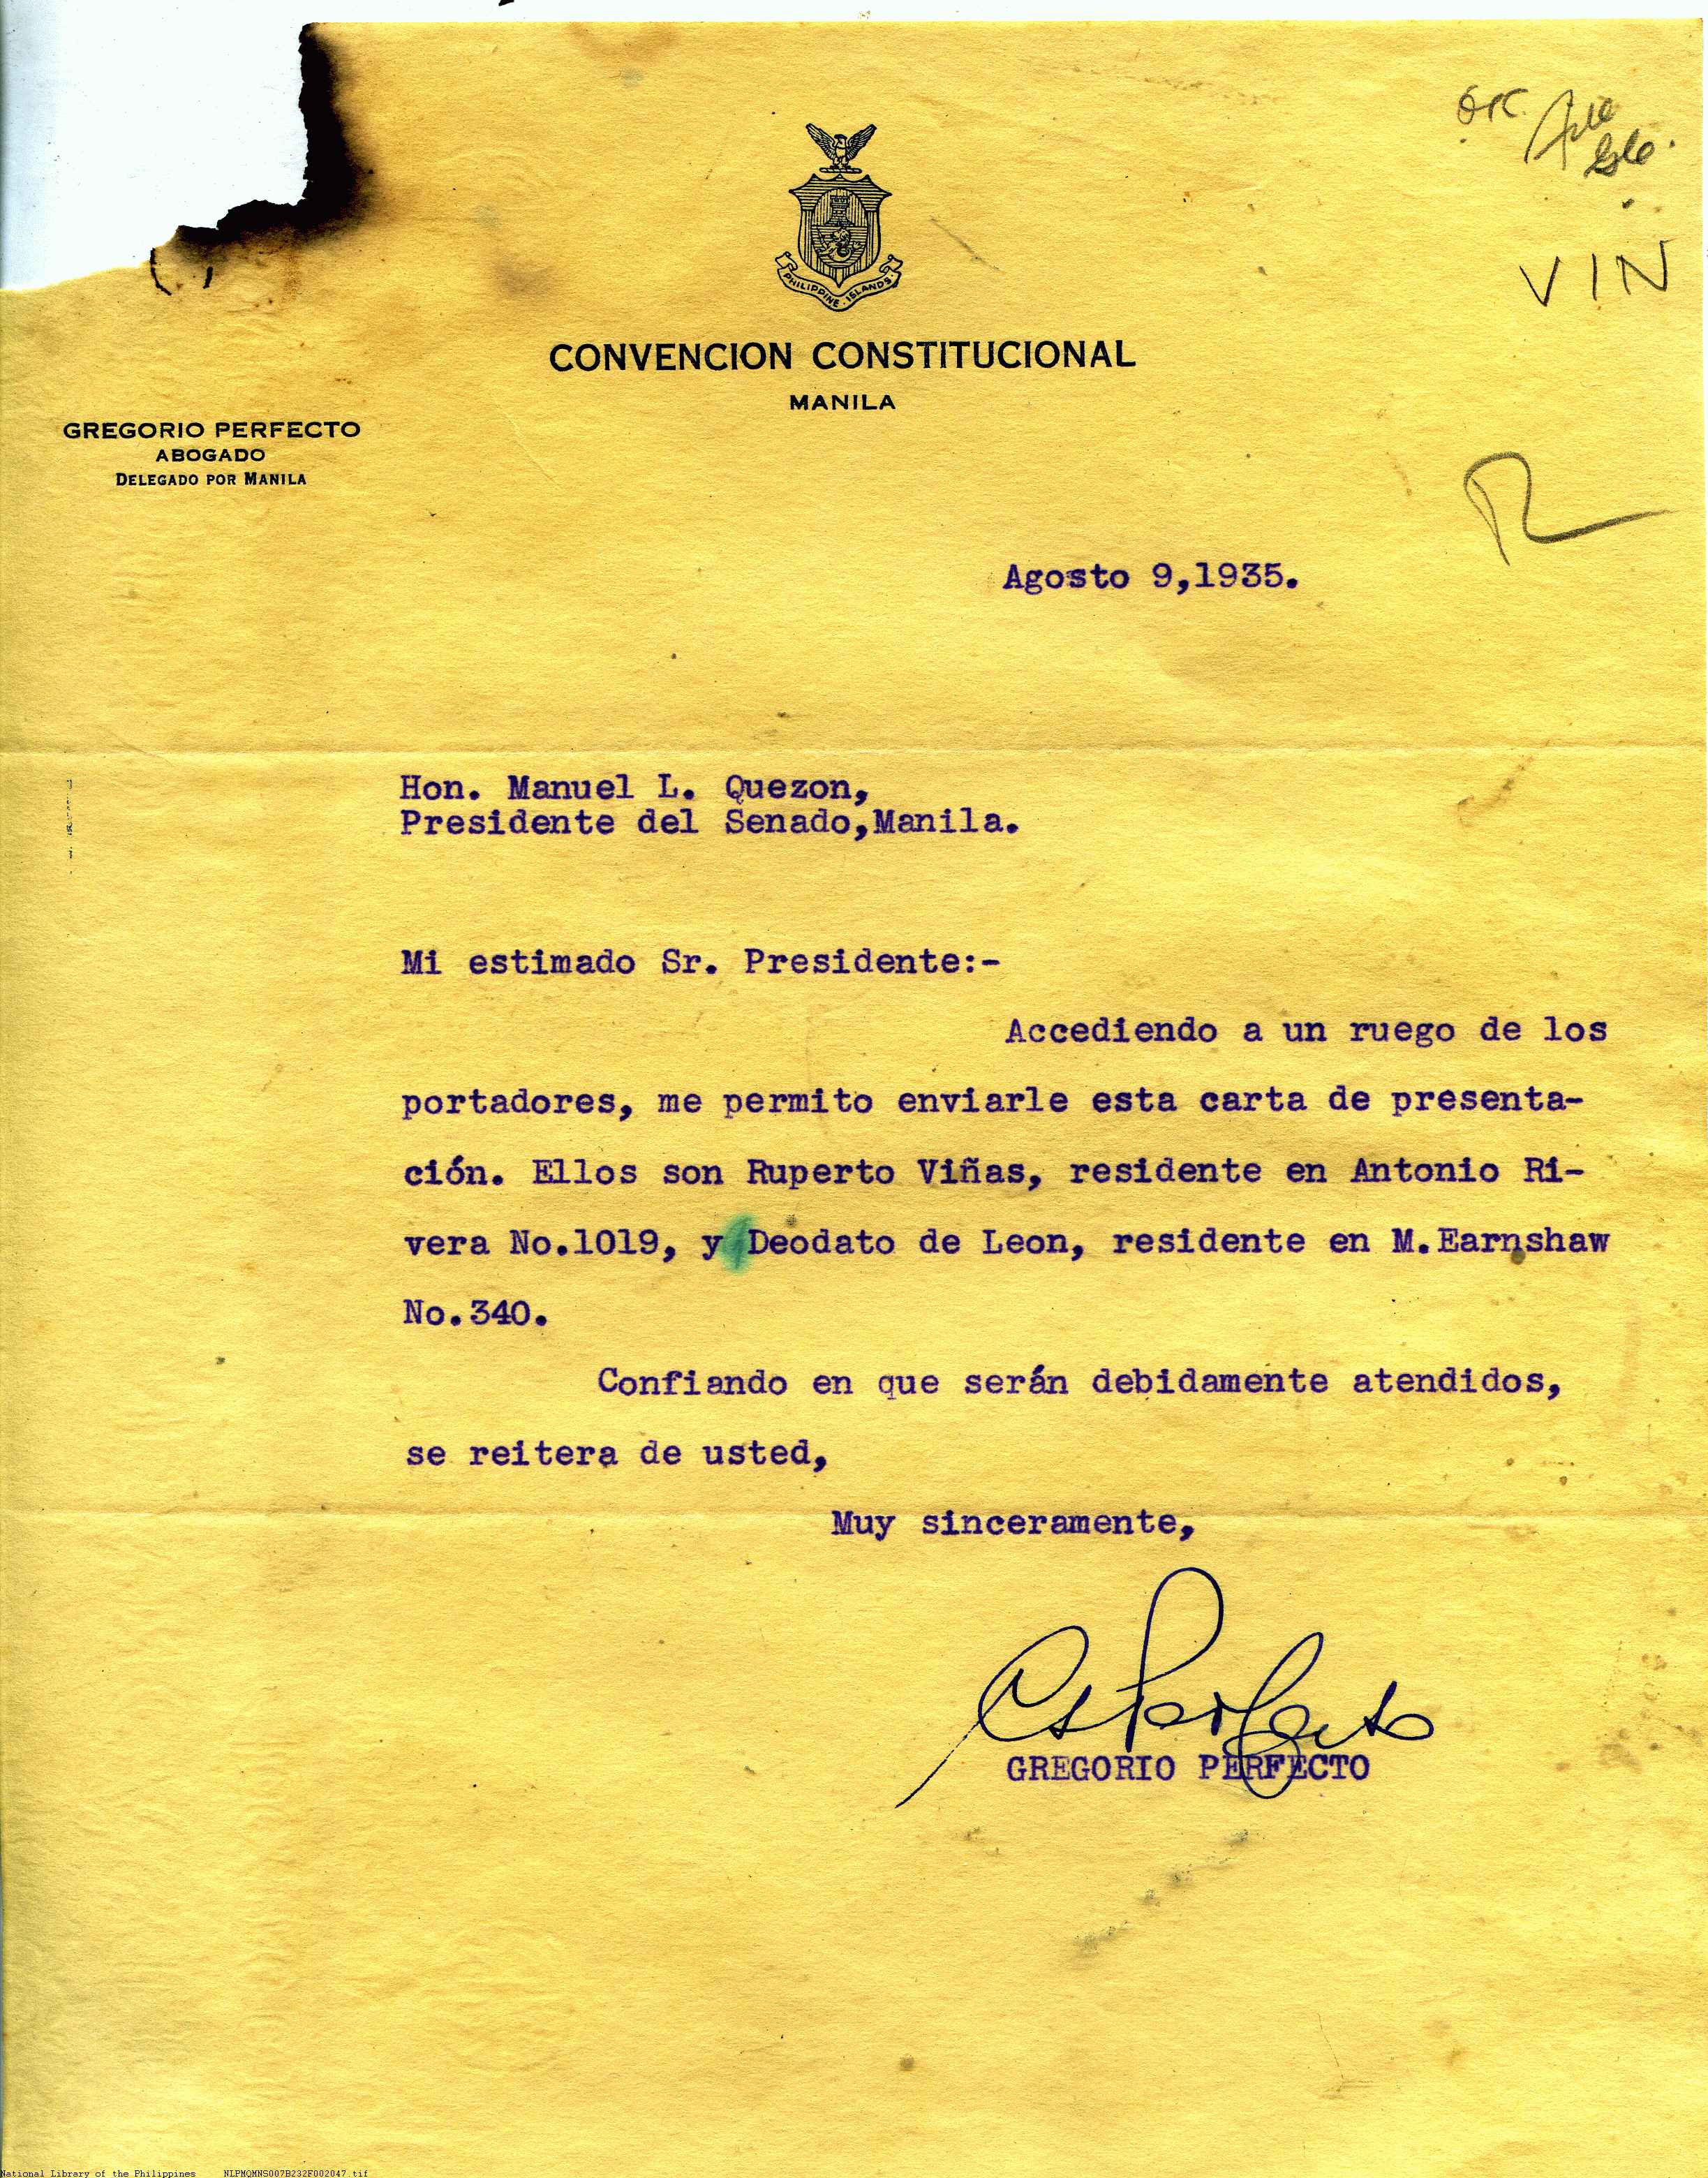 VIN
PHILIPPINE ISLANDS
CONVENCION CONSTITUCIONAL
MANILA
GREGORIO PERFECTO
ABOGADO
DELEGADO POR MANILA
R
Agosto 9,1935.
Hon. Manuel L. Quezon,
Presidente del Senado,Manila.
Mi estimado Sr. Presidente:-
Accediendo a un ruego de los
portadores, me permito enviarle esta carta de presenta-
ción. Ellos son Ruperto Viñas, residente en Antonio Ri-
vera No.1019, y Deodato de Leon, residente en M.Earnshaw
No.340.
Confiando en que serán debidamente atendidos,
se reitera de usted,
Muy sinceramente,
GREGORIO PERFECTO
National Library of the Philippines NLPMQMNS007B232F002047.tif